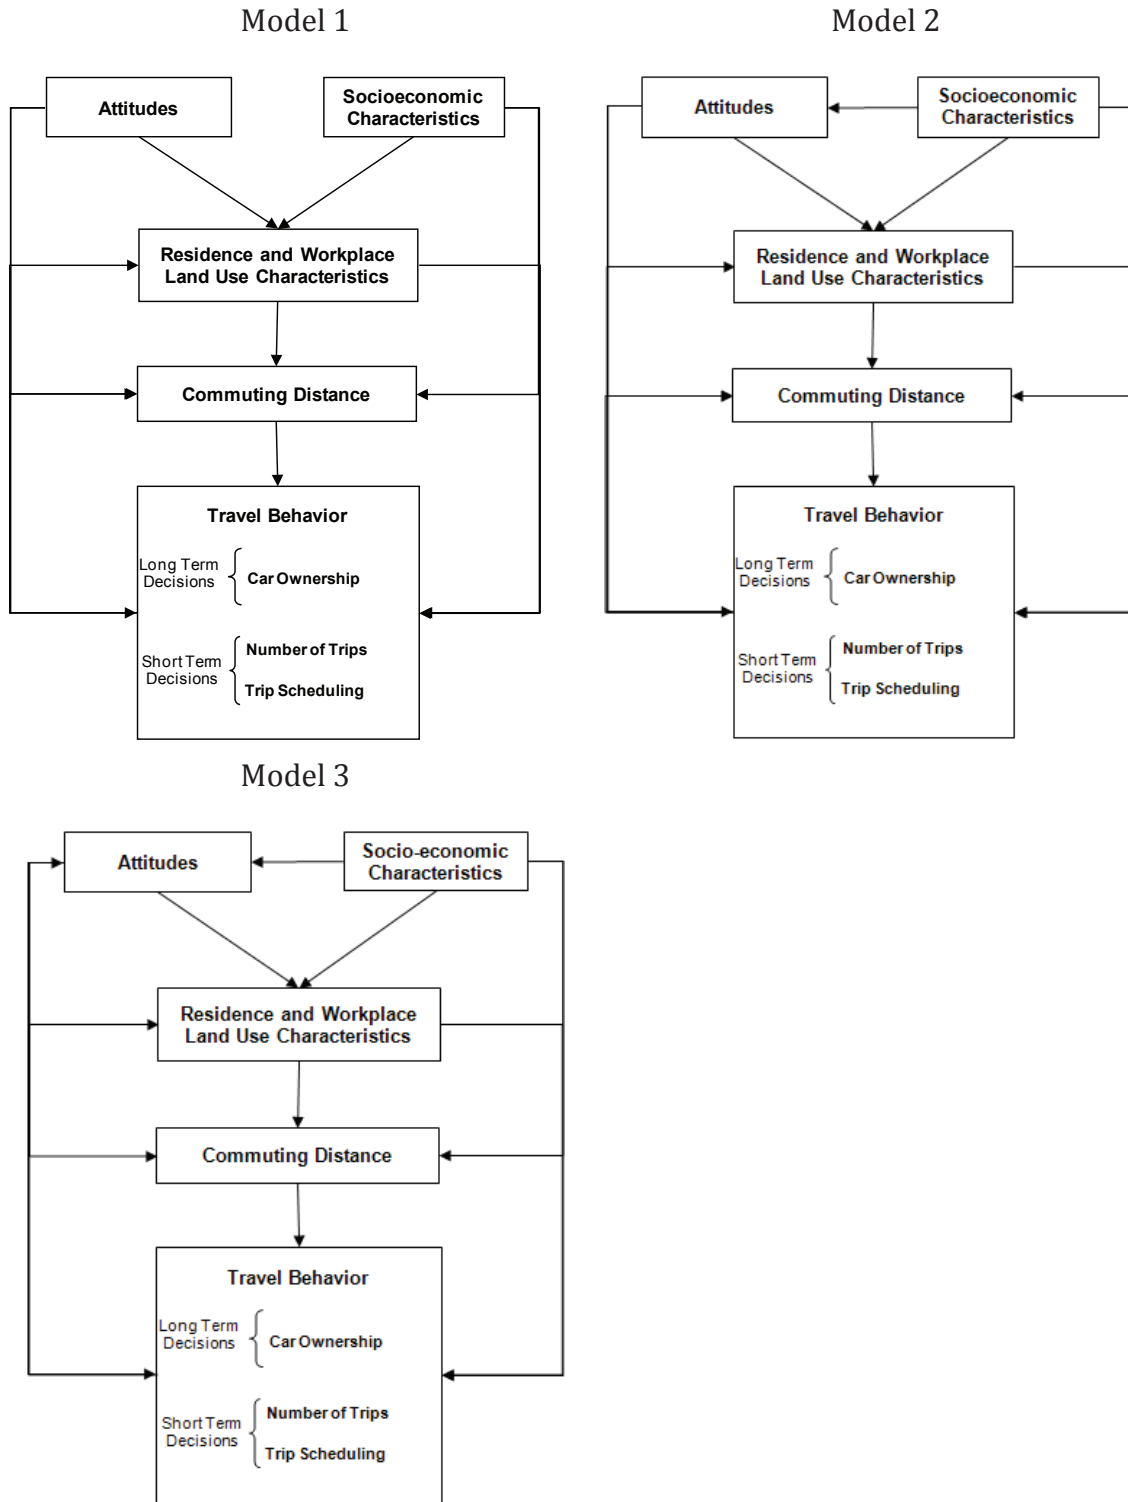 Model 1
Attitudes
Socioeconomic
Characteristics
Residence and Workplace
Land Use Characteristics
Commuting Distance
Travel Behavior
Long Term
Decisions
Car Ownership
Short Term
Decisions
Number of Trips
Trip Scheduling
Model 2
Attitudes
Socioeconomic
Characteristics
Residence and Workplace
Land Use Characteristics
Commuting Distance
Travel Behavior
Long Term
Decisions
Car Ownership
Short Term
Decisions
Number of Trips
Trip Scheduling
Model 3
Attitudes
Socio-economic
Characteristics
Residence and Workplace
Land Use Characteristics
Commuting Distance
Travel Behavior
Long Term
Decisions
Car Ownership
Short Term
Decisions
Number of Trips
Trip Scheduling